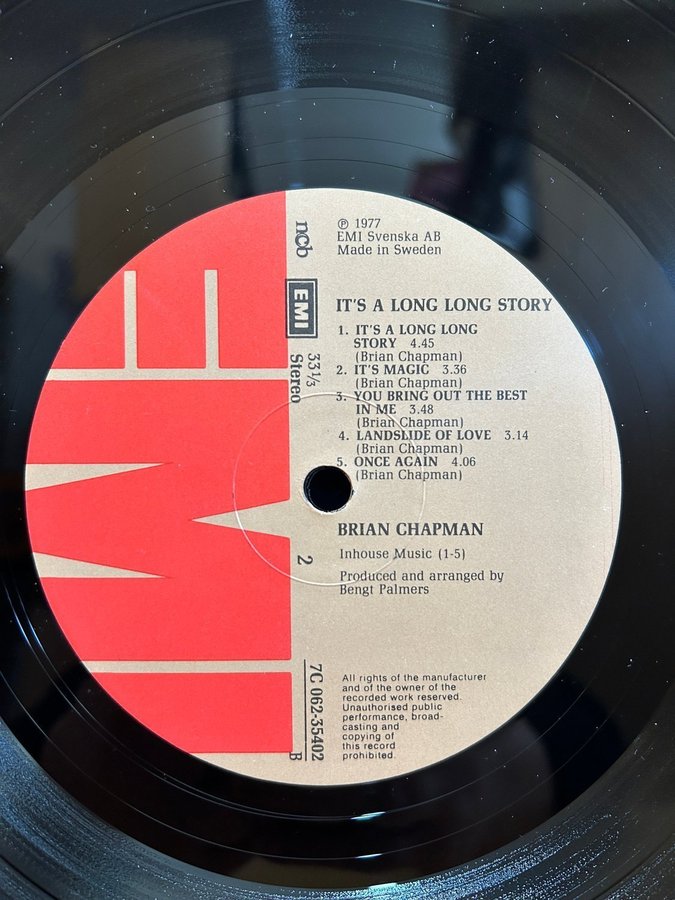 ncb
℗ 1977
EMI Svenska AB
Made in Sweden
EMI
EMI
33 1/3
Stereo
IT'S A LONG LONG STORY
1. IT'S A LONG LONG
STORY 4.45
(Brian Chapman)
2. IT'S MAGIC 3.36
(Brian Chapman)
3. YOU BRING OUT THE BEST
IN ME 3.48
(Brian Chapman)
4. LANDSLIDE OF LOVE 3.14
(Brian Chapman)
5. ONCE AGAIN 4.06
(Brian Chapman)
BRIAN CHAPMAN
Inhouse Music (1-5)
2
Produced and arranged by
Bengt Palmers
7C 062-35402
B
All rights of the manufacturer
and of the owner of the
recorded work reserved.
Unauthorised public
performance, broad-
casting and
copying of
this record
prohibited.